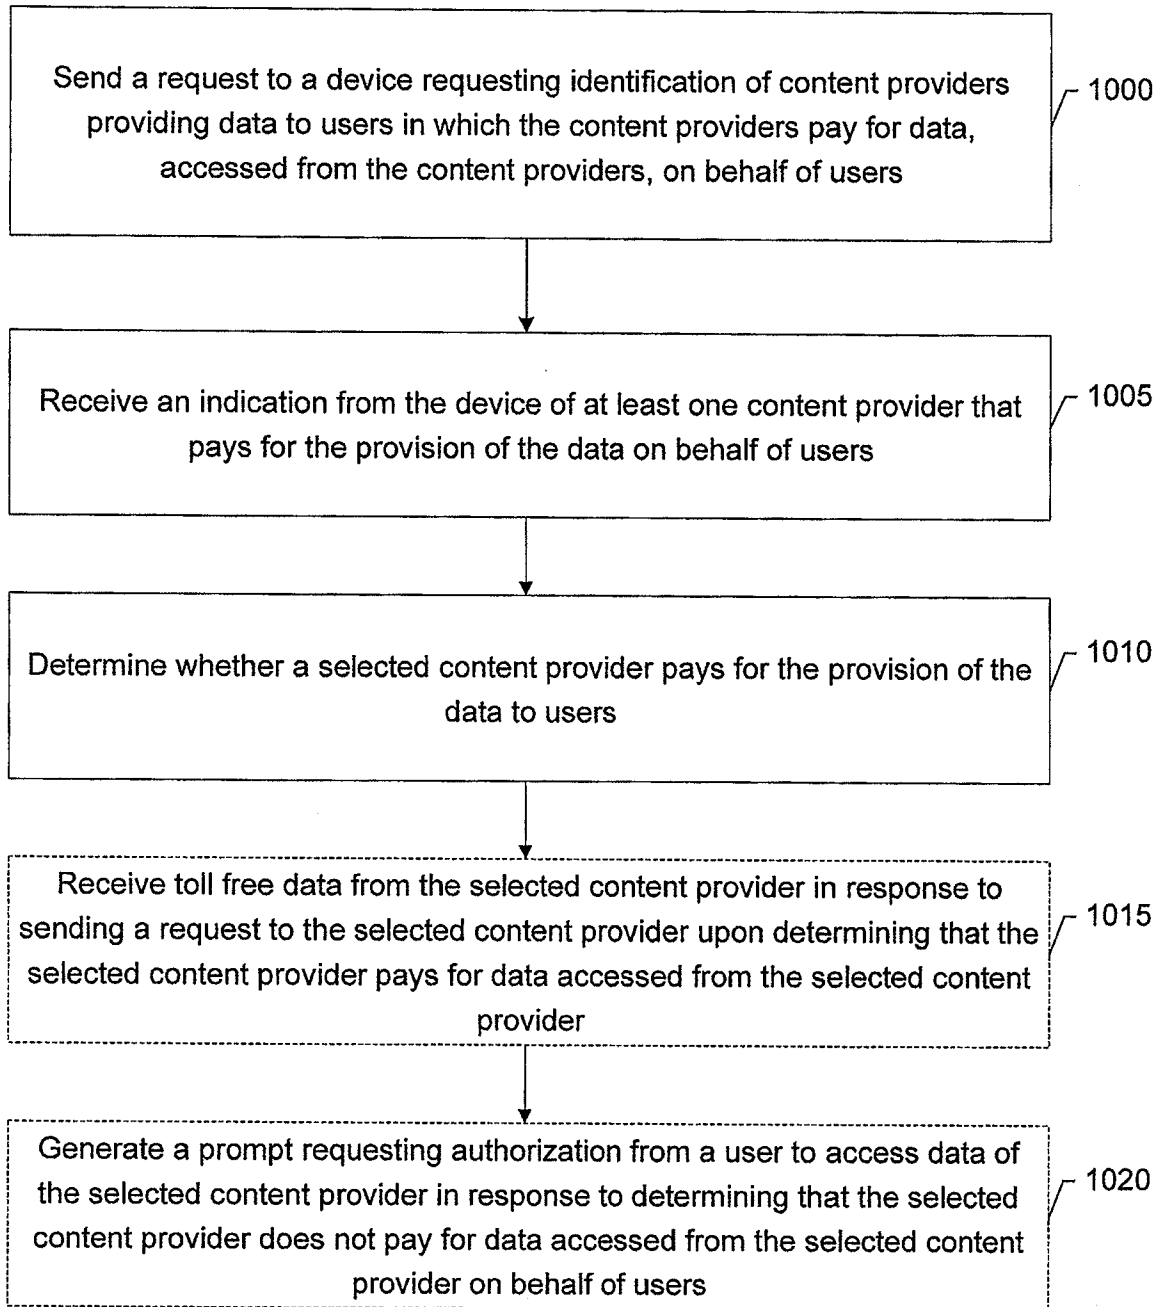 Send a request to a device requesting identification of content providers
providing data to users in which the content providers pay for data,
accessed from the content providers, on behalf of users
1000
Receive an indication from the device of at least one content provider that
pays for the provision of the data on behalf of users
1005
Determine whether a selected content provider pays for the provision of the
data to users
1010
Receive toll free data from the selected content provider in response to
sending a request to the selected content provider upon determining that the
selected content provider pays for data accessed from the selected content
provider
1015
Generate a prompt requesting authorization from a user to access data of
the selected content provider in response to determining that the selected
content provider does not pay for data accessed from the selected content
provider on behalf of users
1020